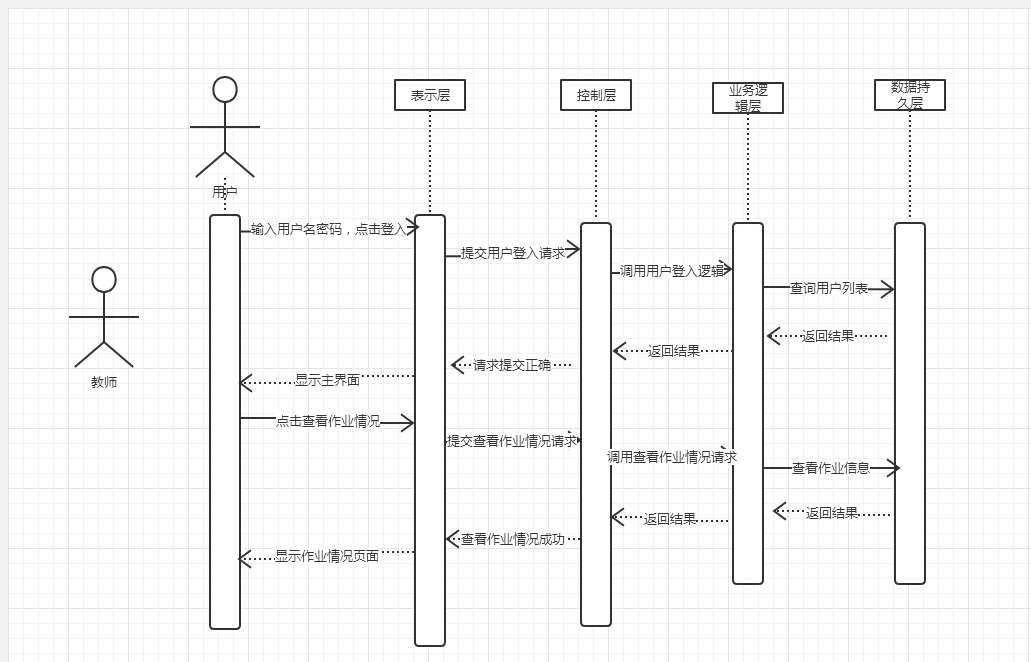 表示层
控制层
业务逻
辑层
数据持
久层
用户
输入用户名密码，点击登入
提交用户登入请求
调用用户登入逻辑
查询用户列表
返回结果
返回结果
请求提交正确
显示主界面
教师
点击查看作业情况
提交查看作业情况请求
调用查看作业情况请求
查看作业信息
返回结果
返回结果
查看作业情况成功
显示作业情况页面